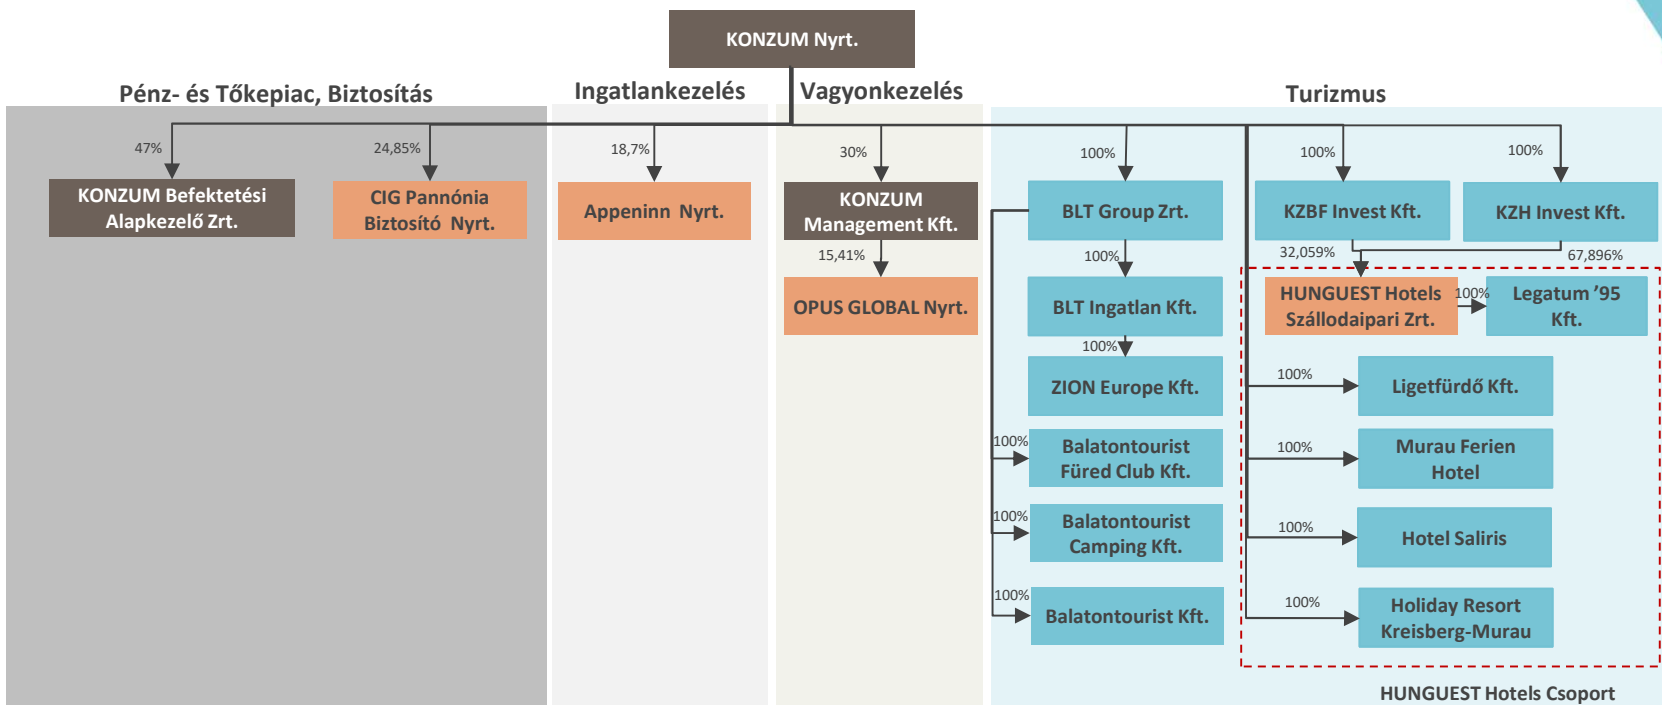 KONZUM Nyrt.
Pénz- és Tőkepiac, Biztosítás
Ingatlankezelés
Vagyonkezelés
Turizmus
47%
24,85%
18,7%
30%
100%
100%
100%
KONZUM Befektetési
Alapkezelő Zrt.
CIG Pannónia
Biztosító Nyrt.
Appeninn Nyrt.
KONZUM
Management Kft.
BLT Group Zrt.
KZBF Invest Kft.
KZH Invest Kft.
15,41%
100%
32,059%
67,896%
OPUS GLOBAL Nyrt.
BLT Ingatlan Kft.
HUNGUEST Hotels
Szállodaipari Zrt.
100%
Legatum ’95
Kft.
100%
ZION Europe Kft.
100%
Ligetfürdő Kft.
100%
Balatontourist
Füred Club Kft.
100%
Murau Ferien
Hotel
100%
Balatontourist
Camping Kft.
100%
Hotel Saliris
100%
Balatontourist Kft.
100%
Holiday Resort
Kreisberg-Murau
HUNGUEST Hotels Csoport